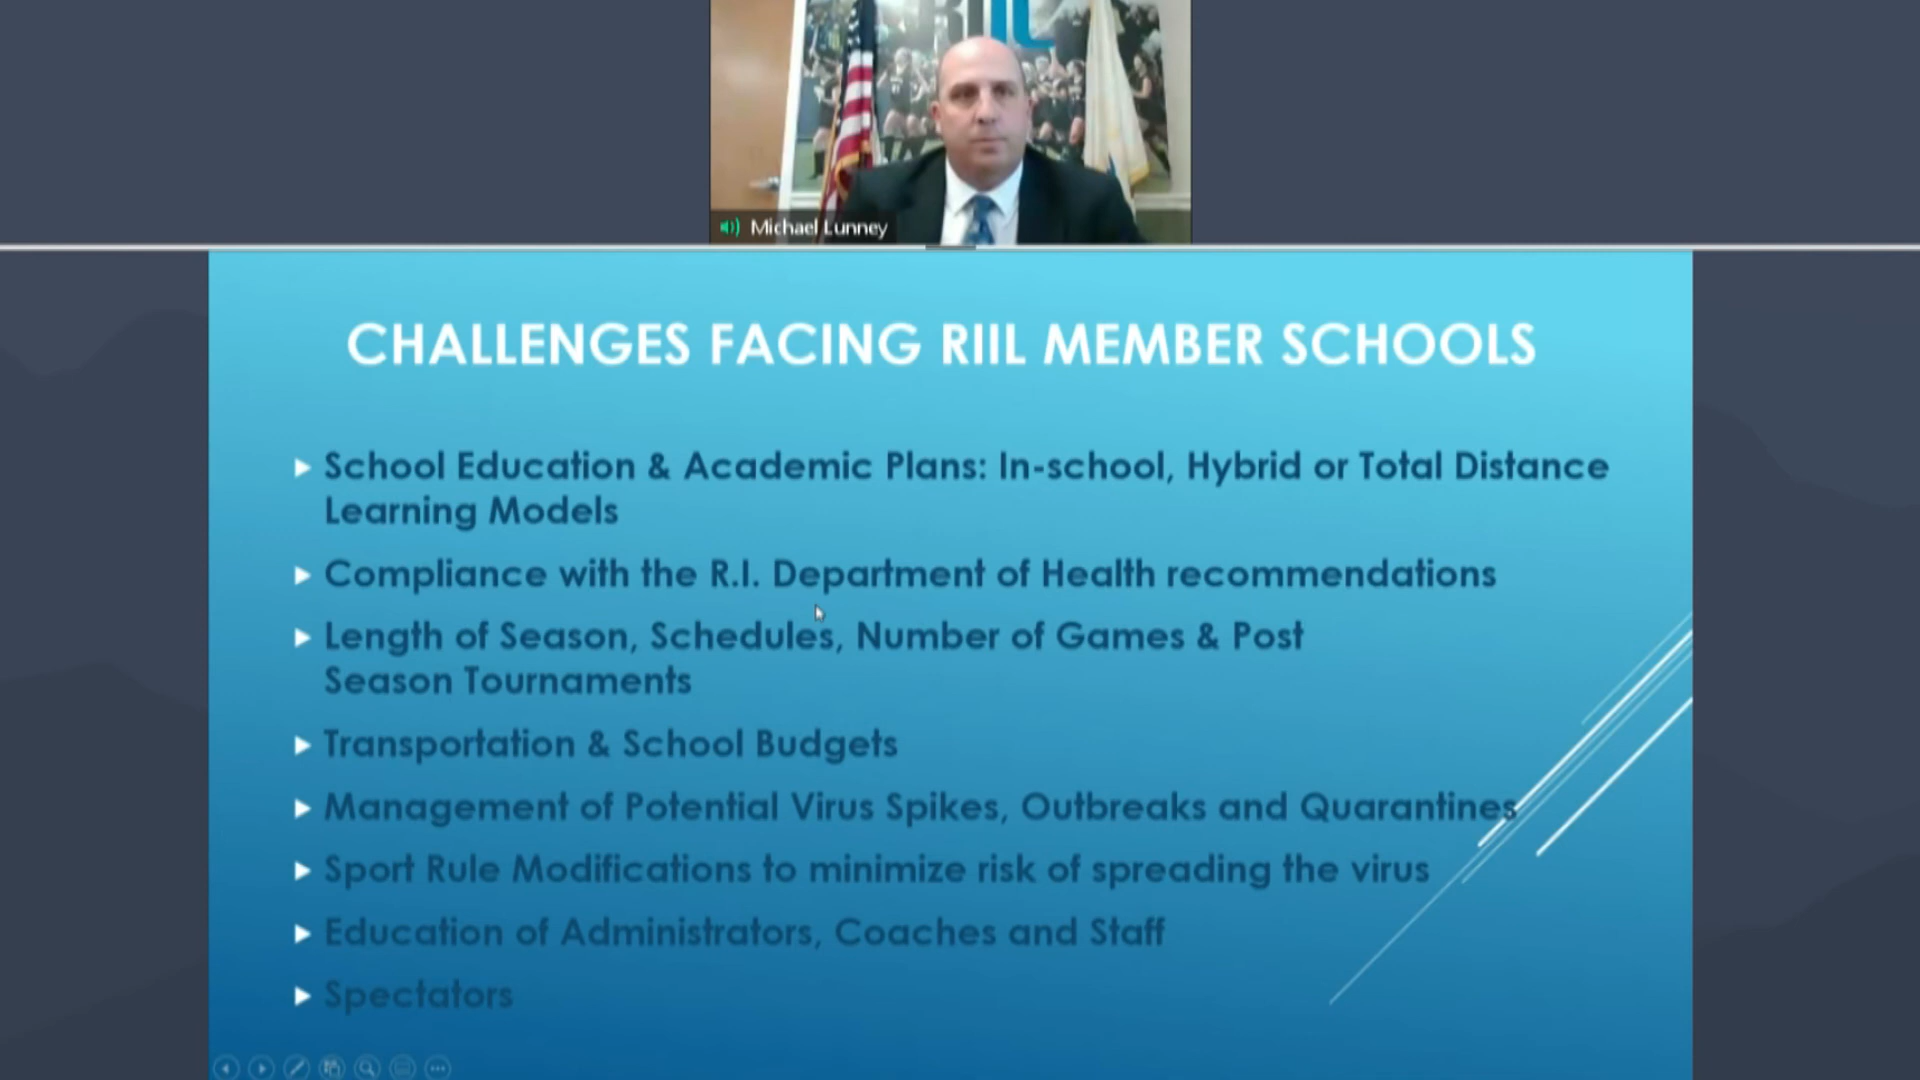 RIIL
Michael Lunney
CHALLENGES FACING RIIL MEMBER SCHOOLS
School Education & Academic Plans: In-school, Hybrid or Total Distance
Learning Models
Compliance with the R.I. Department of Health recommendations
Length of Season, Schedules, Number of Games & Post
Season Tournaments
Transportation & School Budgets
Management of Potential Virus Spikes, Outbreaks and Quarantines
Sport Rule Modifications to minimize risk of spreading the virus
Education of Administrators, Coaches and Staff
Spectators